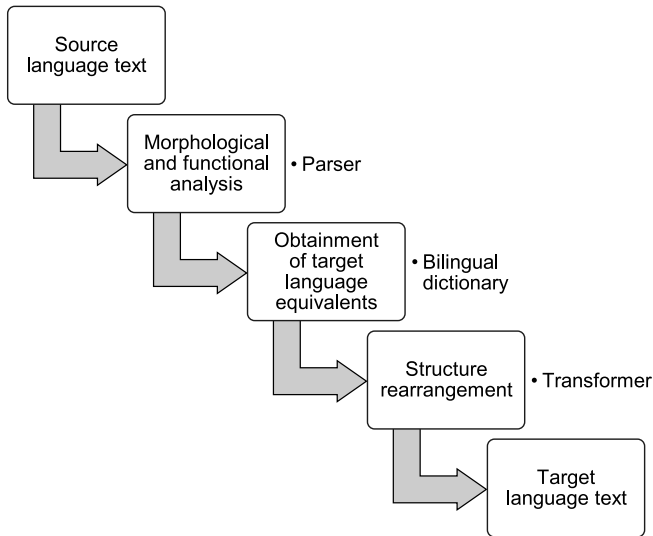 Source
language text
Morphological
and functional
analysis
• Parser
Obtainment
of target
language
equivalents
• Bilingual
dictionary
Structure
rearrangement
• Transformer
Target
language text